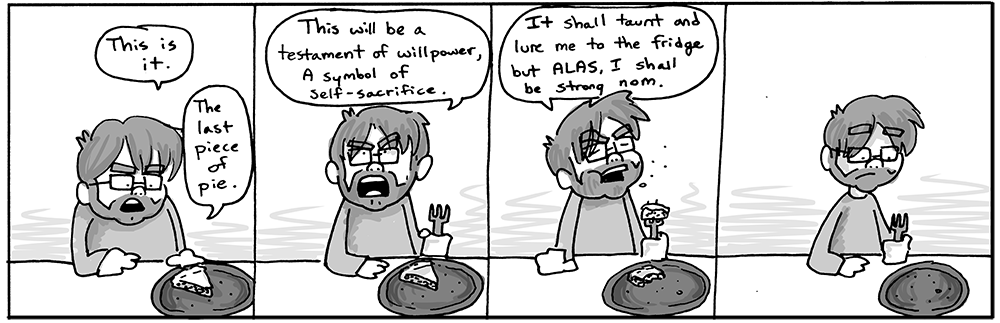 This is
it.
The
last
piece
of
pie.
This will be a
testament of willpower,
A symbol of
self-sacrifice.
It shall taunt and
lure me to the fridge
but ALAS, I shall
be strong nom.